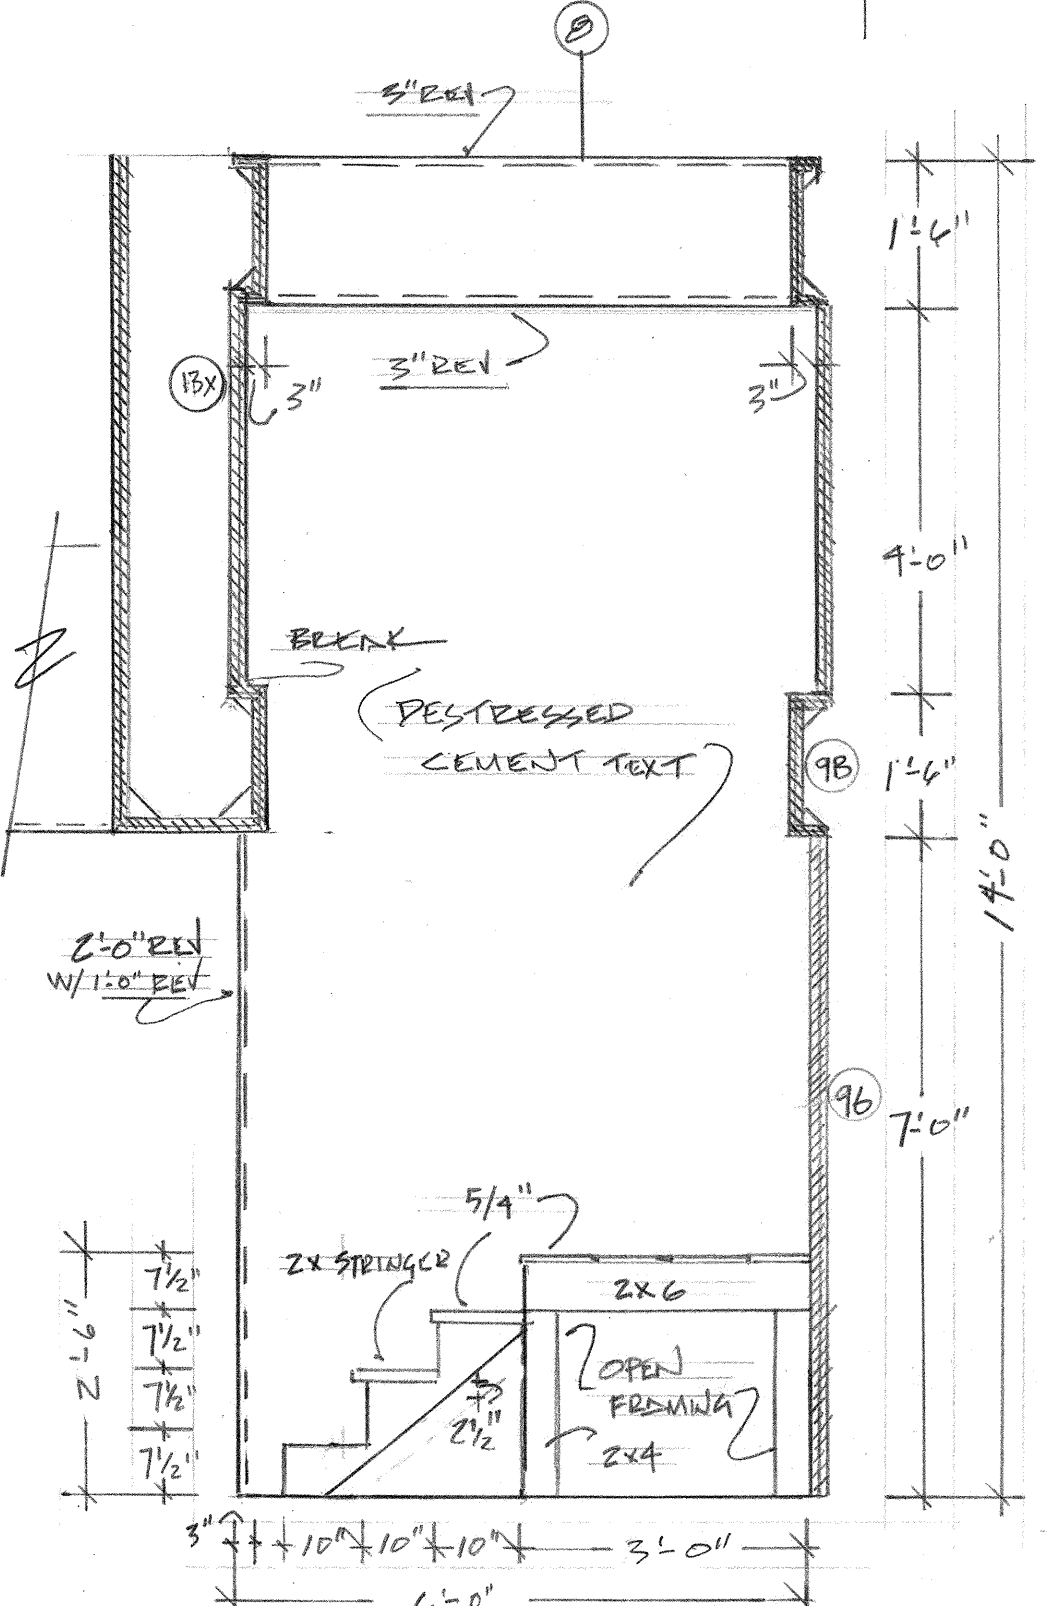 3" REV
1'-6"
3" REV
13X
3"
3"
4'-0"
BREAK
DESTRESSED
CEMENT TEXT
9B
1'-6"
14'-0"
2'-0" REV
W/ 1'-0" REV
96
7'-0"
5/4"
2X STRINGER
2X6
7 1/2"
7 1/2"
7 1/2"
7 1/2"
2'-6"
OPEN
FRAMING
2X4
2 1/2"
3"
10"
10"
10"
3'-0"